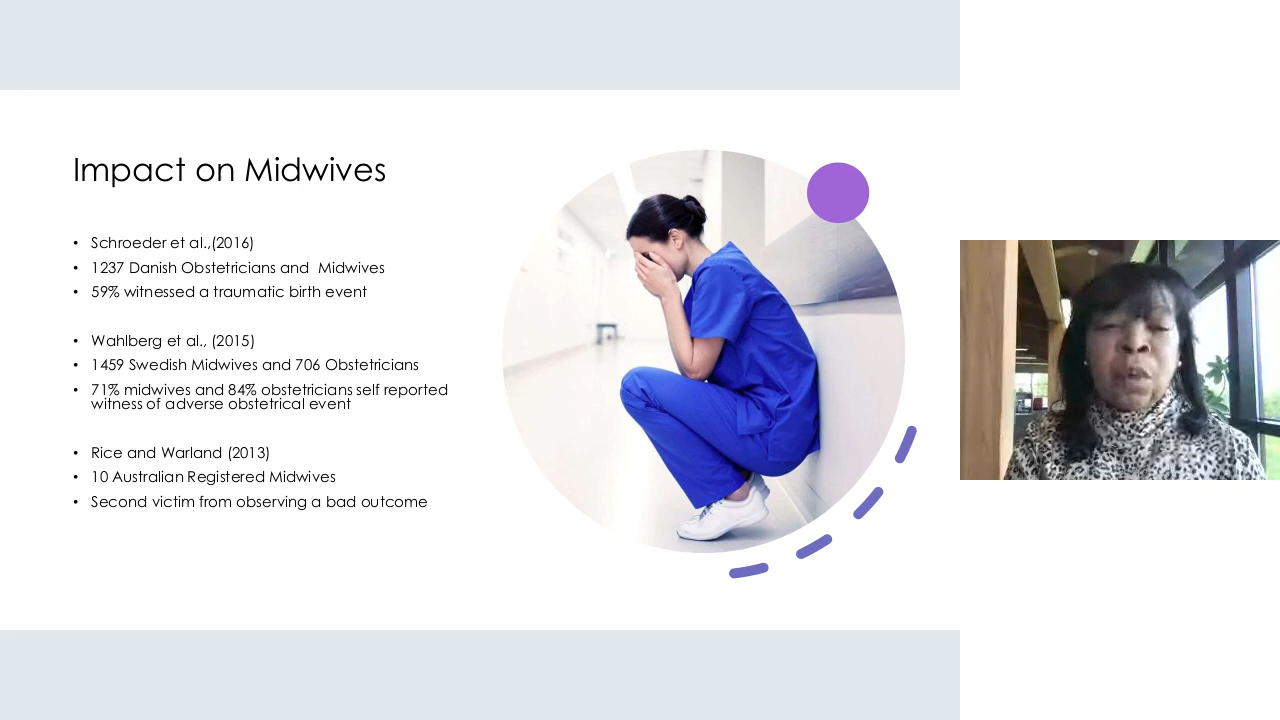 Impact on Midwives
• Schroeder et al.,(2016)
• 1237 Danish Obstetricians and  Midwives
• 59% witnessed a traumatic birth event
• Wahlberg et al., (2015)
• 1459 Swedish Midwives and 706 Obstetricians
• 71% midwives and 84% obstetricians self reported
witness of adverse obstetrical event
• Rice and Warland (2013)
• 10 Australian Registered Midwives
• Second victim from observing a bad outcome